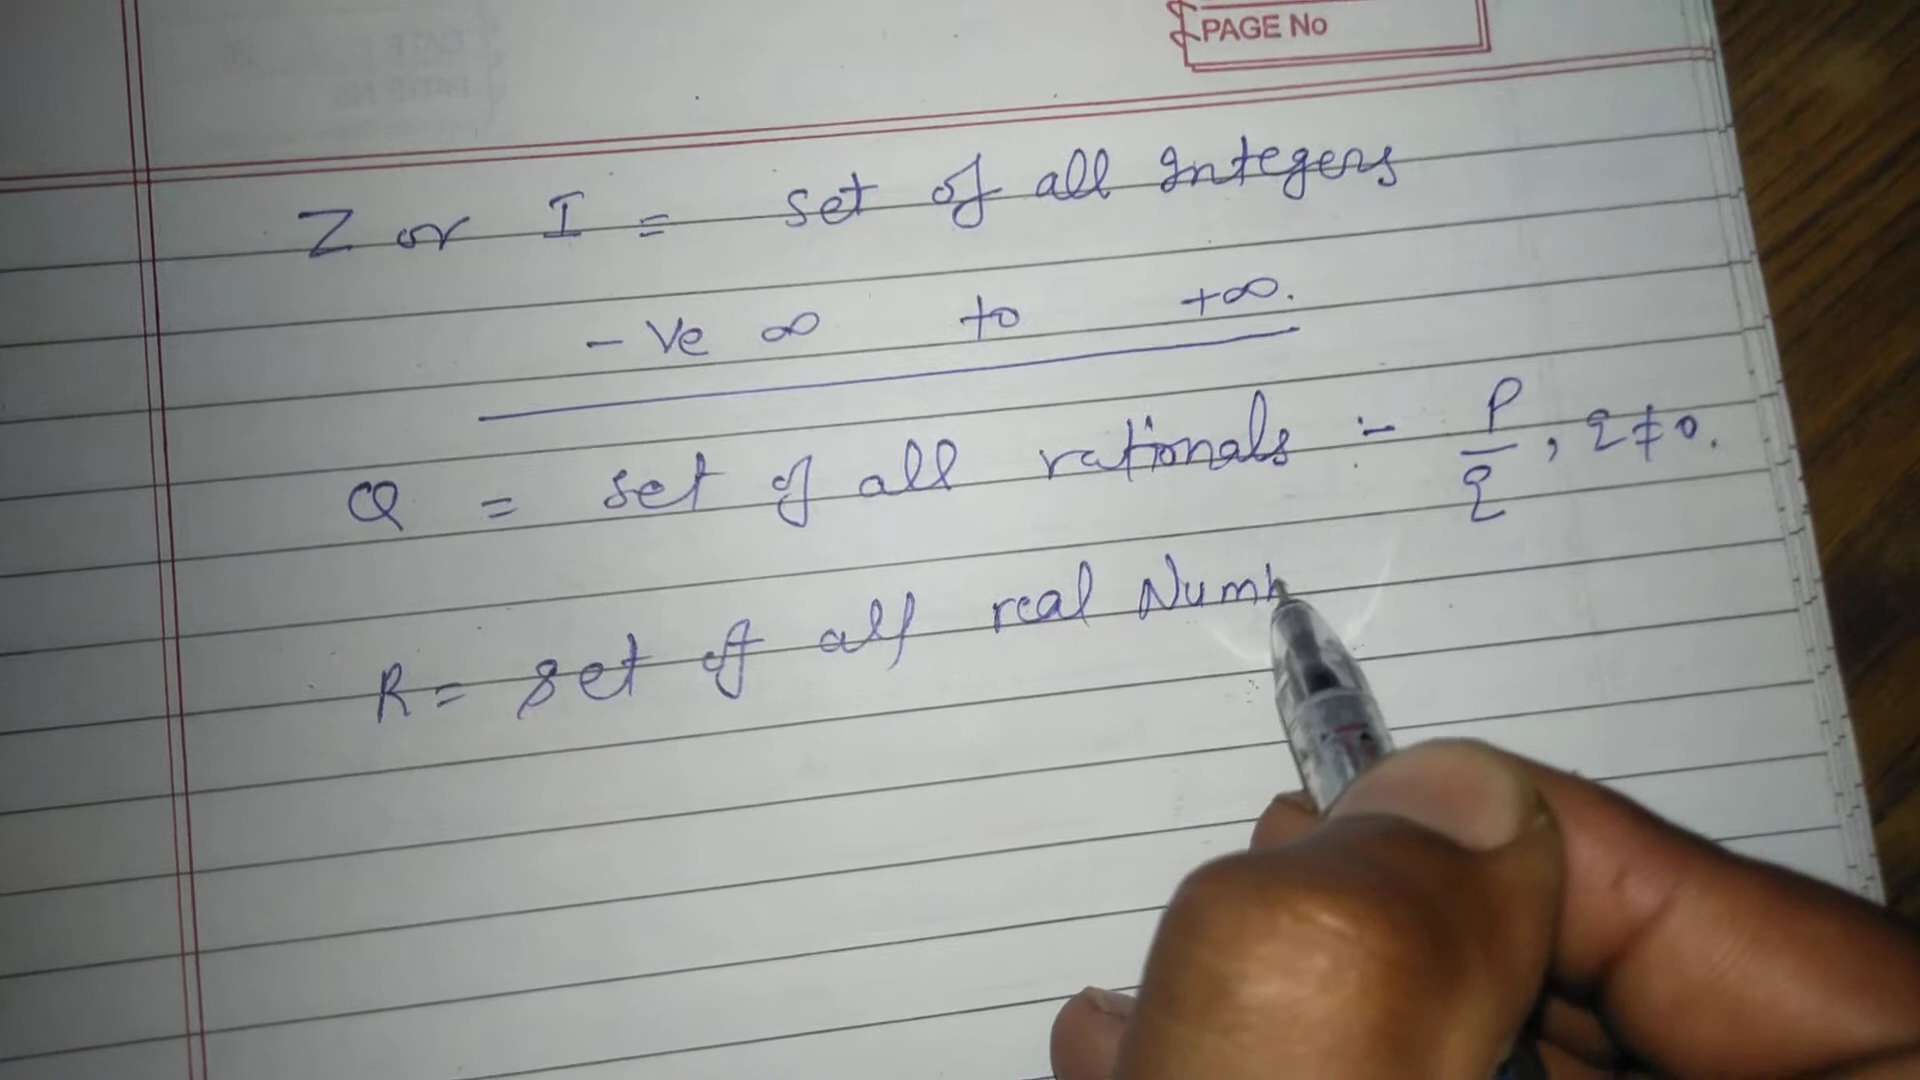 PAGE No
Z or I = set of all Integers
-ve ∞ to +∞.
Q = set of all rationals :- P/q, q≠0.
R = set of all real Numb